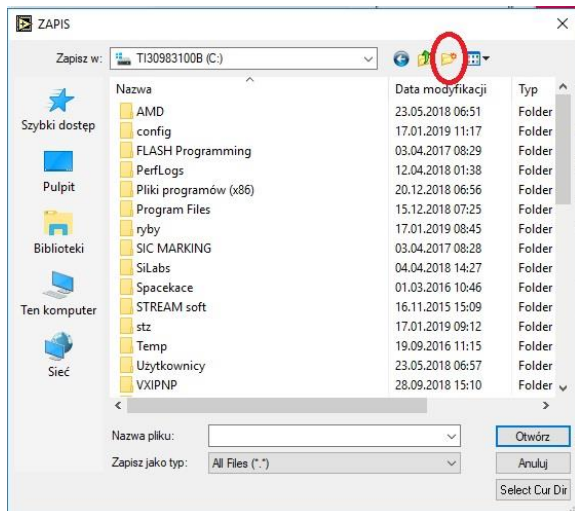 ZAPIS
Zapisz w: TI30983100B (C:)
Nazwa Data modyfikacji Typ
AMD 23.05.2018 06:51 Folder
config 17.01.2019 11:17 Folder
FLASH Programming 03.04.2017 08:29 Folder
PerfLogs 12.04.2018 01:38 Folder
Pliki programów (x86) 20.12.2018 06:56 Folder
Program Files 15.12.2018 07:25 Folder
ryby 17.01.2019 08:45 Folder
SIC MARKING 03.04.2017 08:28 Folder
SiLabs 04.04.2018 14:27 Folder
Spacekace 01.03.2016 10:46 Folder
STREAM soft 16.11.2015 15:09 Folder
stz 17.01.2019 09:12 Folder
Temp 19.09.2016 11:15 Folder
Użytkownicy 23.05.2018 06:57 Folder
VXIPNP 28.09.2018 15:10 Folder
Szybki dostęp
Pulpit
Biblioteki
Ten komputer
Sieć
Nazwa pliku: Otwórz
Zapisz jako typ: All Files (*.*) Anuluj
Select Cur Dir